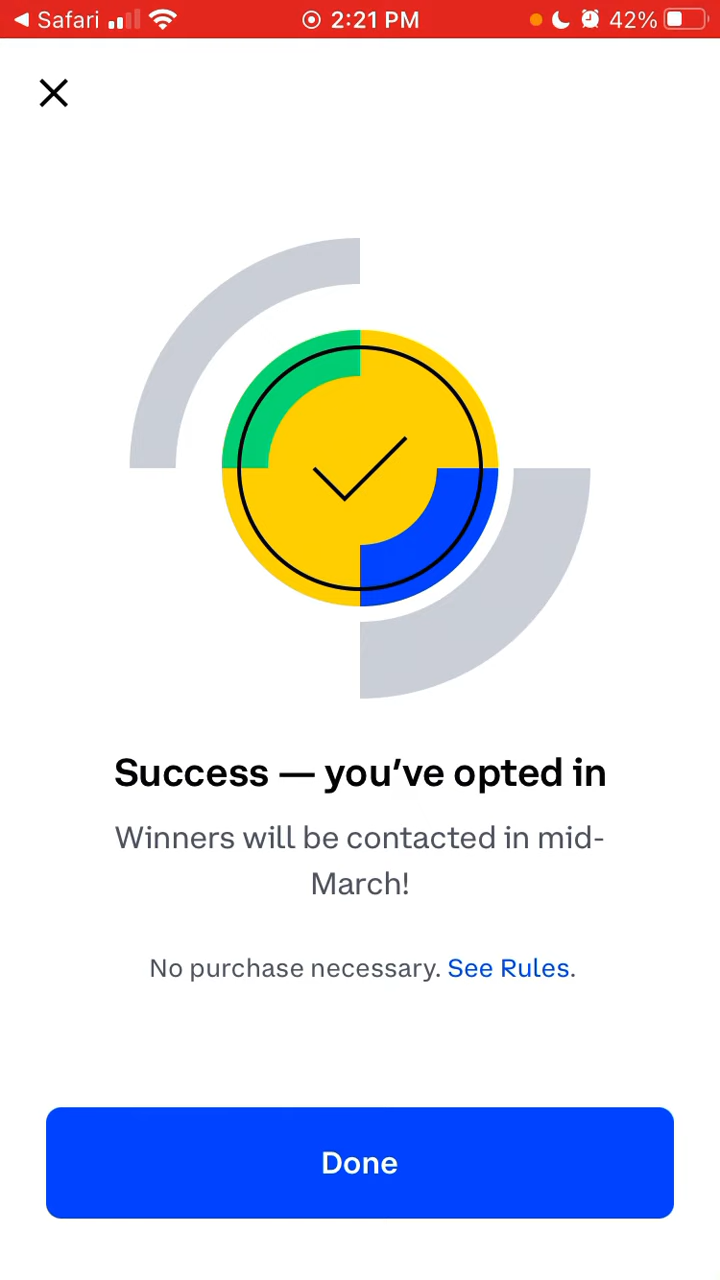 Safari 2:21 PM 42%
Success — you’ve opted in
Winners will be contacted in mid-
March!
No purchase necessary. See Rules.
Done